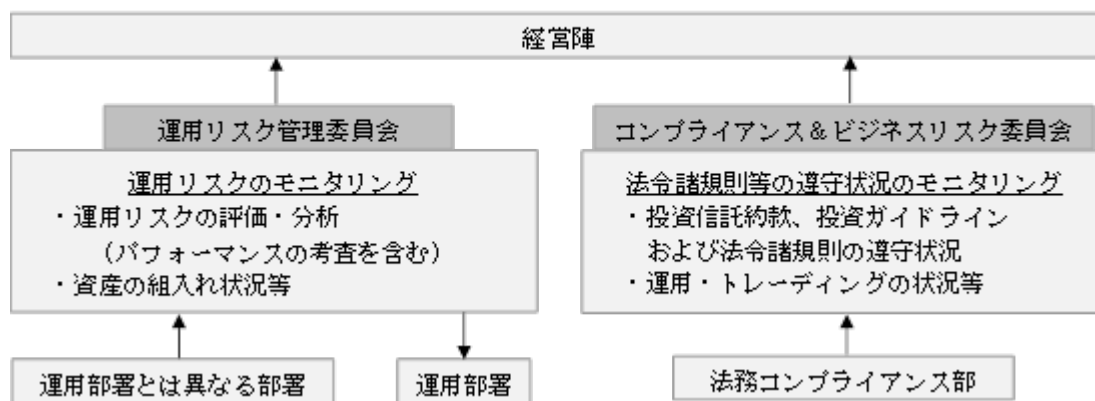 経営陣
運用リスク管理委員会
運用リスクのモニタリング
・運用リスクの評価・分析
（パフォーマンスの考査を含む）
・資産の組入れ状況等
運用部署とは異なる部署
運用部署
コンプライアンス＆ビジネスリスク委員会
法令諸規則等の遵守状況のモニタリング
・投資信託約款、投資ガイドライン
および法令諸規則の遵守状況
・運用・トレーディングの状況等
法務コンプライアンス部